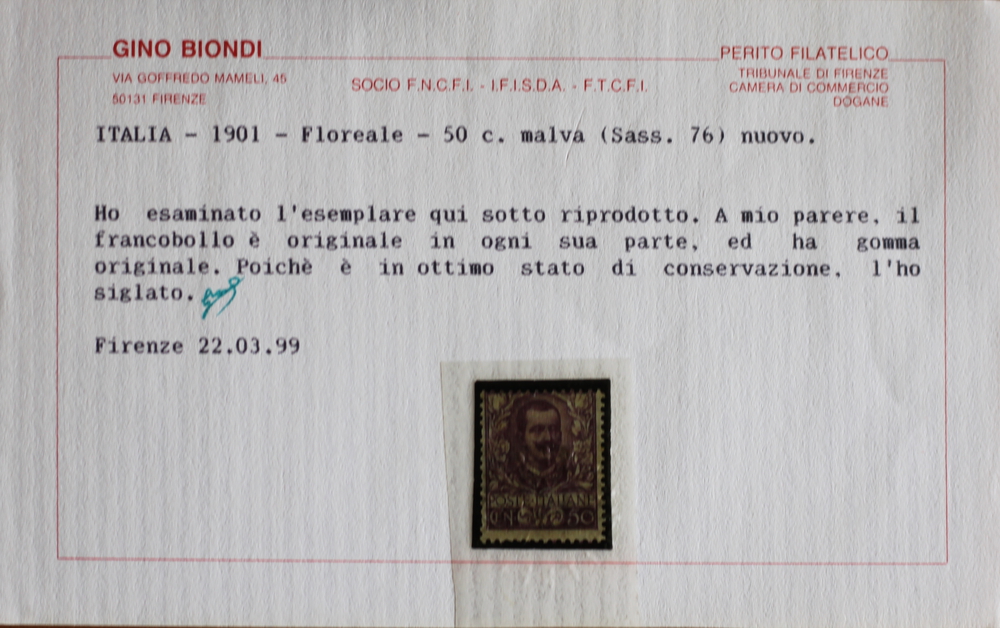 GINO BIONDI
PERITO FILATELICO
VIA GOFFREDO MAMELI, 45
50131 FIRENZE
SOCIO F.N.C.F.I. - I.F.I.S.D.A. - F.T.C.F.I.
TRIBUNALE DI FIRENZE
CAMERA DI COMMERCIO
DOGANE
ITALIA - 1901 - Floreale - 50 c. malva (Sass. 76) nuovo.
Ho esaminato l'esemplare qui sotto riprodotto. A mio parere, il
francobollo è originale in ogni sua parte, ed ha gomma
originale. Poichè è in ottimo stato di conservazione, l'ho
siglato.
Firenze 22.03.99
POSTE ITALIANE
50